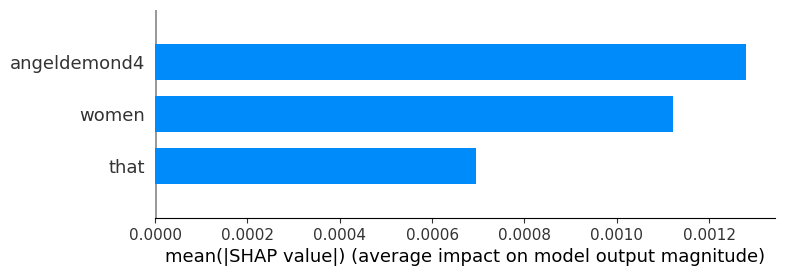 angeldemond4
women
that
0.0000 0.0002 0.0004 0.0006 0.0008 0.0010 0.0012
mean(|SHAP value|) (average impact on model output magnitude)